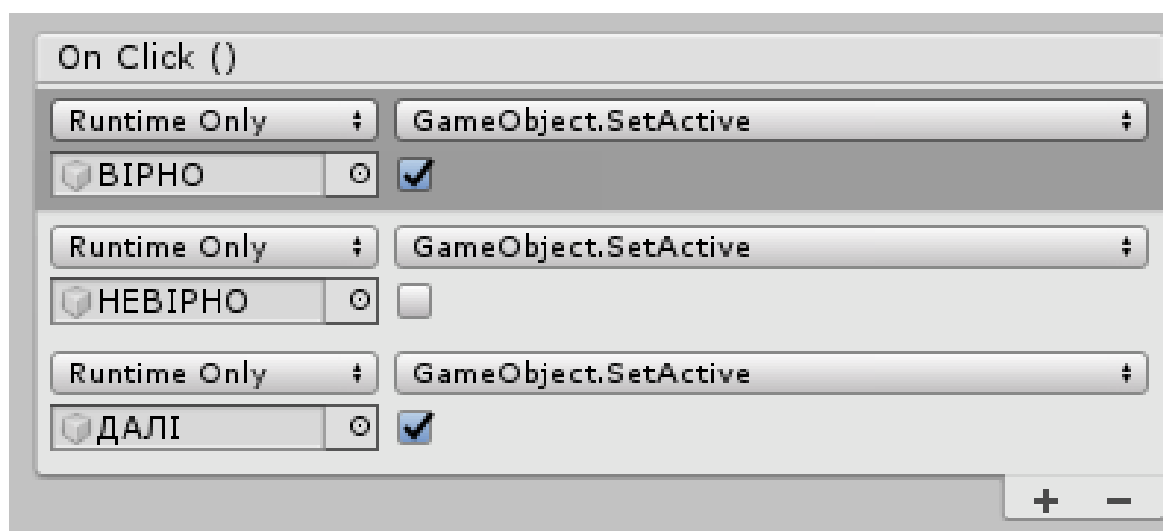 On Click ()
Runtime Only GameObject.SetActive
ВІРНО
Runtime Only GameObject.SetActive
НЕВІРНО
Runtime Only GameObject.SetActive
ДАЛІ
+ −